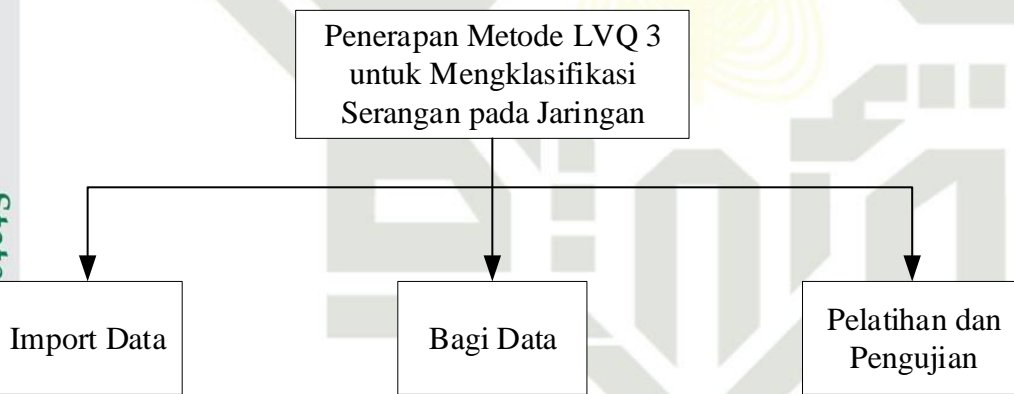 Penerapan Metode LVQ 3
untuk Mengklasifikasi
Serangan pada Jaringan
Import Data
Bagi Data
Pelatihan dan
Pengujian